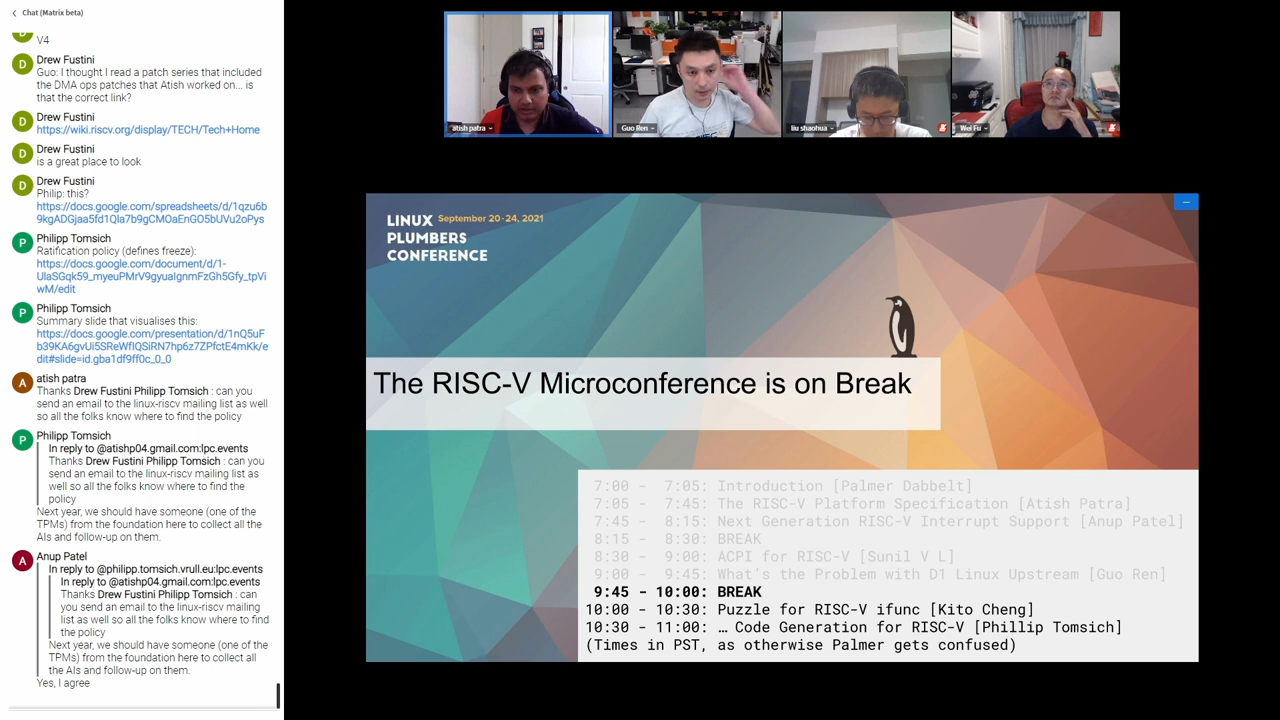 Chat (Matrix beta)
V4
D
Drew Fustini
Guo: I thought I read a patch series that included
the DMA ops patches that Atish worked on... is
that the correct link?
D
Drew Fustini
https://wiki.riscv.org/display/TECH/Tech+Home
D
Drew Fustini
is a great place to look
D
Drew Fustini
Philip: this?
https://docs.google.com/spreadsheets/d/1qzu6b
9kgADGjaa5fd1Qla7b9gCMOaEnGO5bUVu2oPys
P
Philipp Tomsich
Ratification policy (defines freeze):
https://docs.google.com/document/d/1-
UlaSGqk59_myeuPMrV9gyuaIgnmFzGh5Gfy_tpVi
wM/edit
P
Philipp Tomsich
Summary slide that visualises this:
https://docs.google.com/presentation/d/1nQ5uF
b39KA6gvUi5SReWfIQSiRN7hp6z7ZPfctE4mKk/e
dit#slide=id.gba1df9ff0c_0_0
A
atish patra
Thanks Drew Fustini Philipp Tomsich : can you
send an email to the linux-riscv mailing list as well
so all the folks know where to find the policy
P
Philipp Tomsich
In reply to @atishp04.gmail.com:lpc.events
Thanks Drew Fustini Philipp Tomsich : can you
send an email to the linux-riscv mailing list as
well so all the folks know where to find the
policy
Next year, we should have someone (one of the
TPMs) from the foundation here to collect all the
AIs and follow-up on them.
A
Anup Patel
In reply to @philipp.tomsich.vrull.eu:lpc.events
In reply to @atishp04.gmail.com:lpc.events
Thanks Drew Fustini Philipp Tomsich : can
you send an email to the linux-riscv mailing
list as well so all the folks know where to find
the policy
Next year, we should have someone (one of the
TPMs) from the foundation here to collect all
the AIs and follow-up on them.
Yes, I agree
atish patra
Guo Ren
liu shaohua
Wei Fu
LINUX
PLUMBERS
CONFERENCE
September 20-24, 2021
The RISC-V Microconference is on Break
7:00 - 7:05: Introduction [Palmer Dabbelt]
7:05 - 7:45: The RISC-V Platform Specification [Atish Patra]
7:45 - 8:15: Next Generation RISC-V Interrupt Support [Anup Patel]
8:15 - 8:30: BREAK
8:30 - 9:00: ACPI for RISC-V [Sunil V L]
9:00 - 9:45: What's the Problem with D1 Linux Upstream [Guo Ren]
9:45 - 10:00: BREAK
10:00 - 10:30: Puzzle for RISC-V ifunc [Kito Cheng]
10:30 - 11:00: … Code Generation for RISC-V [Phillip Tomsich]
(Times in PST, as otherwise Palmer gets confused)